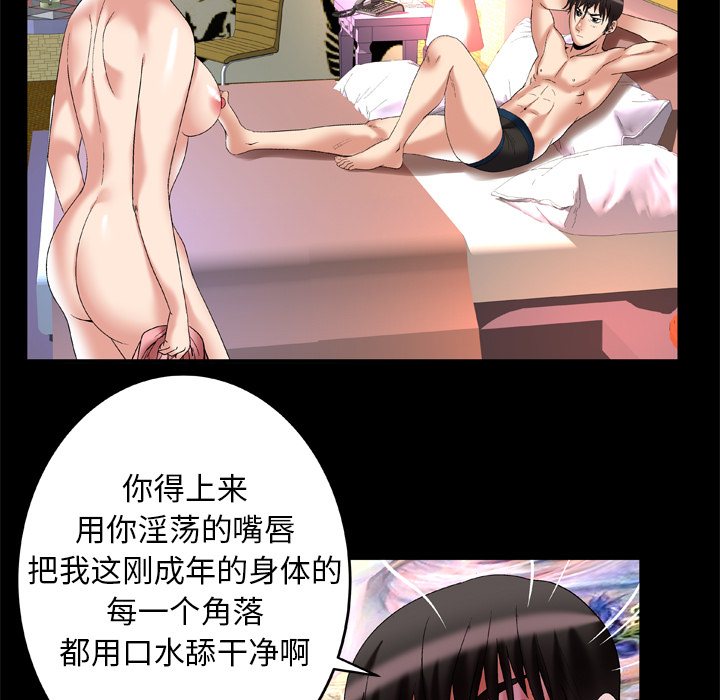 你得上来
用你淫荡的嘴唇
把我这刚成年的身体的
每一个角落
都用口水舔干净啊